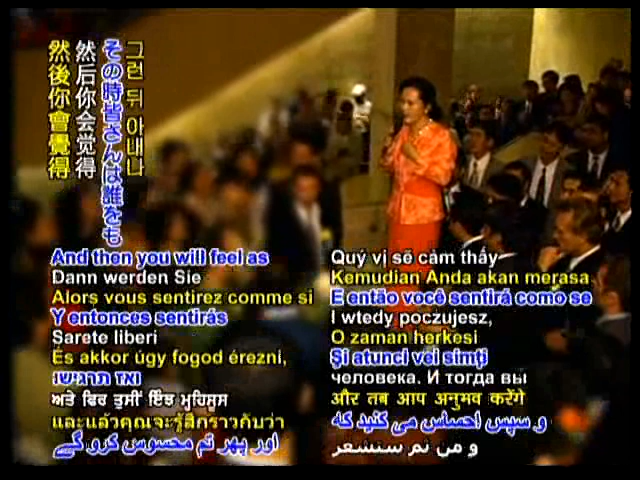 然後你會覺得
然后你会觉得
その時皆さんは誰をも
그런 뒤 아내나
And then you will feel as
Dann werden Sie
Alors vous sentirez comme si
Y entonces sentirás
Sarete liberi
És akkor úgy fogod érezni,
ואז תרגישו
ਅਤੇ ਫਿਰ ਤੁਸੀਂ ਇੰਝ ਮੂਹਿਸੂਸ
และแล้วคุณจะรู้สึกราวกับว่า
اور پھر تم محسوس کرو گے
Quý vị sẽ cảm thấy
Kemudian Anda akan merasa
E então você sentirá como se
I wtedy poczujesz,
O zaman herkesi
Şi atunci vei simţi
человека. И тогда вы
और तब आप अनुभव करेंगे
و سپس احساس می کنید که
و من ثم ستشعر